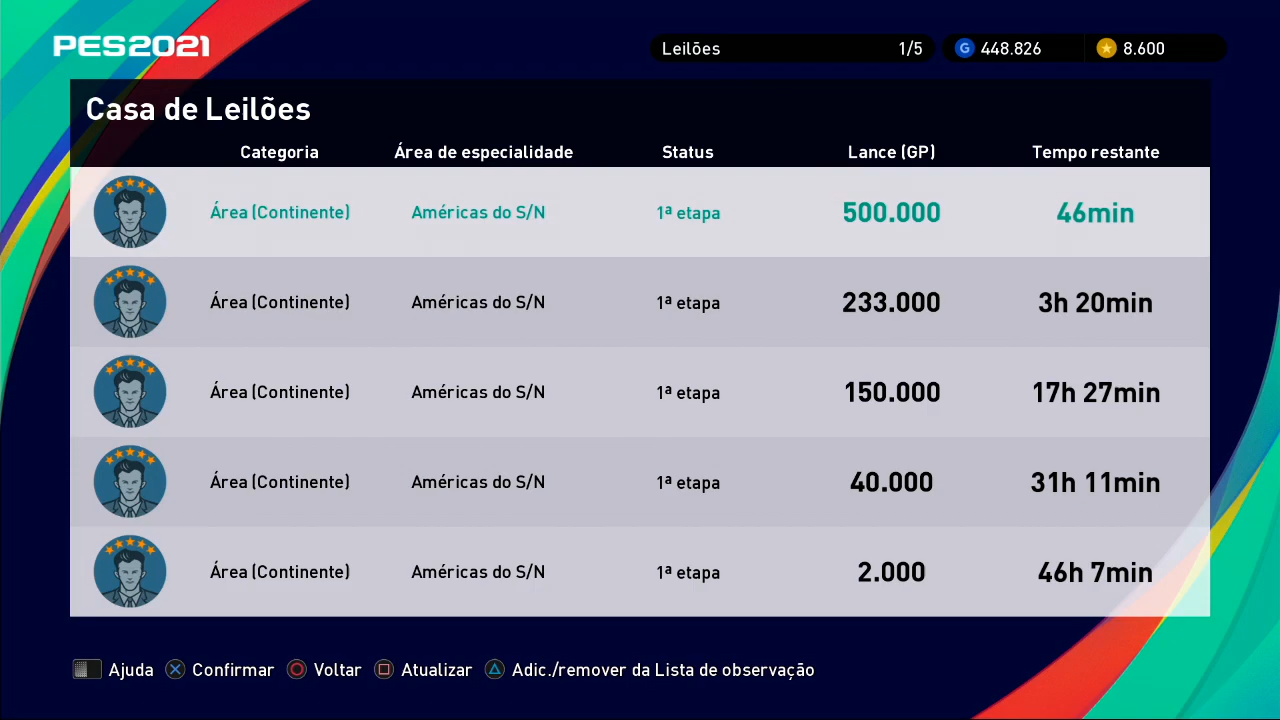 PES2021
Leilões 1/5 G 448.826 8.600
Casa de Leilões
Categoria Área de especialidade Status Lance (GP) Tempo restante
Área (Continente) Américas do S/N 1ª etapa 500.000 46min
Área (Continente) Américas do S/N 1ª etapa 233.000 3h 20min
Área (Continente) Américas do S/N 1ª etapa 150.000 17h 27min
Área (Continente) Américas do S/N 1ª etapa 40.000 31h 11min
Área (Continente) Américas do S/N 1ª etapa 2.000 46h 7min
Ajuda Confirmar Voltar Atualizar Adic./remover da Lista de observação